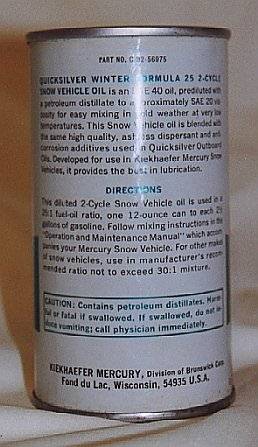 PART NO. C-92-56975
QUICKSILVER WINTER FORMULA 25 2-CYCLE
SNOW VEHICLE OIL is an SAE 40 oil, prediluted with
a petroleum distillate to approximately SAE 20 vis-
cosity for easy mixing in cold weather at very low
temperatures. This Snow Vehicle oil is blended with
the same high quality, ashless dispersant and anti-
corrosion additives used in Quicksilver Outboard
Oils. Developed for use in Kiekhaefer Mercury Snow
Vehicles, it provides the best in lubrication.
DIRECTIONS
This diluted 2-Cycle Snow Vehicle oil is used in a
25:1 fuel-oil ratio, one 12-ounce can to each
gallons of gasoline. Follow mixing instructions in the
"Operation and Maintenance Manual" which accom-
panies your Mercury Snow Vehicle. For other makes
of snow vehicles, use in manufacturer's recom-
mended ratio not to exceed 30:1 mixture.
CAUTION: Contains petroleum distillates. Harm-
ful or fatal if swallowed. If swallowed, do not in-
duce vomiting; call physician immediately.
KIEKHAEFER MERCURY, Division of Brunswick Corp.
Fond du Lac, Wisconsin, 54935 U.S.A.